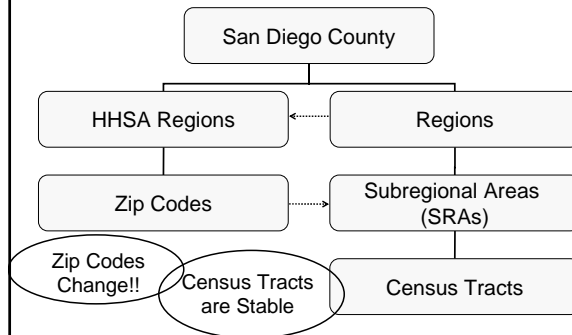 San Diego County
HHSA Regions
Regions
Zip Codes
Subregional Areas
(SRAs)
Zip Codes
Change!!
Census Tracts
are Stable
Census Tracts